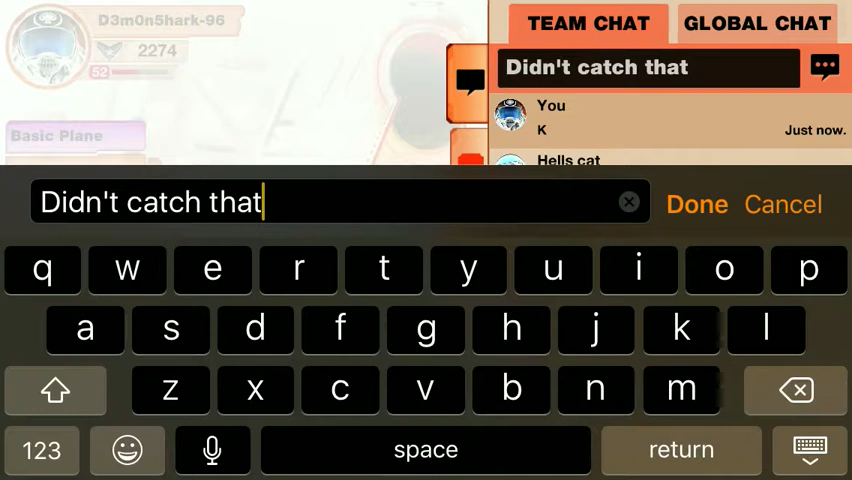 D3m0n5hark-96
2274
52
Basic Plane
TEAM CHAT
GLOBAL CHAT
Didn't catch that
You
K
Just now.
Hells cat
Didn't catch that
Done
Cancel
q w e r t y u i o p
a s d f g h j k l
z x c v b n m
123
space
return